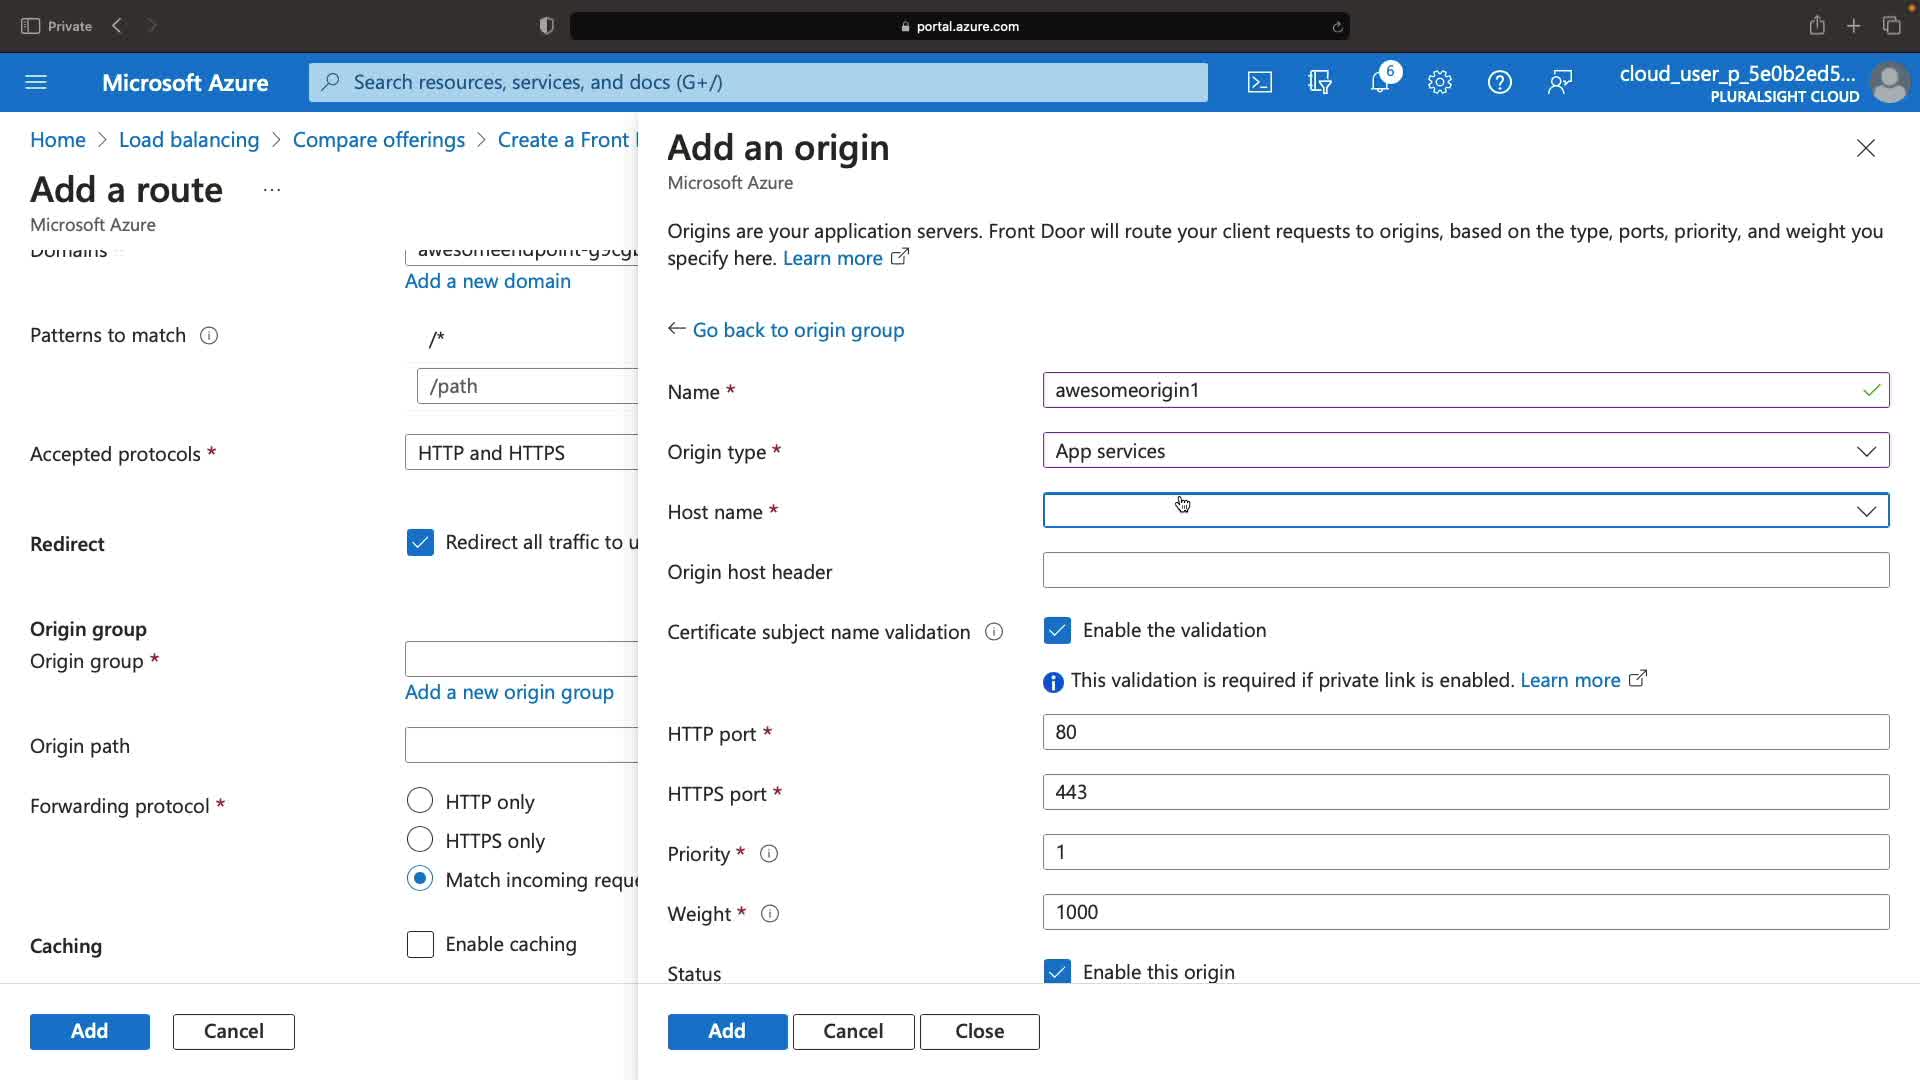 Private
portal.azure.com
Microsoft Azure
Search resources, services, and docs (G+/)
6
cloud_user_p_5e0b2ed5...
PLURALSIGHT CLOUD
Home > Load balancing > Compare offerings > Create a Front
Add a route ...
Microsoft Azure
Domains
awesomeendpoint-g9cgb
Add a new domain
Patterns to match
/*
/path
Accepted protocols *
HTTP and HTTPS
Redirect
Redirect all traffic to u
Origin group
Origin group *
Add a new origin group
Origin path
Forwarding protocol *
HTTP only
HTTPS only
Match incoming reque
Caching
Enable caching
Add
Cancel
Add an origin
Microsoft Azure
Origins are your application servers. Front Door will route your client requests to origins, based on the type, ports, priority, and weight you
specify here. Learn more
Go back to origin group
Name *
awesomeorigin1
Origin type *
App services
Host name *
Origin host header
Certificate subject name validation
Enable the validation
This validation is required if private link is enabled. Learn more
HTTP port *
80
HTTPS port *
443
Priority *
1
Weight *
1000
Status
Enable this origin
Add
Cancel
Close